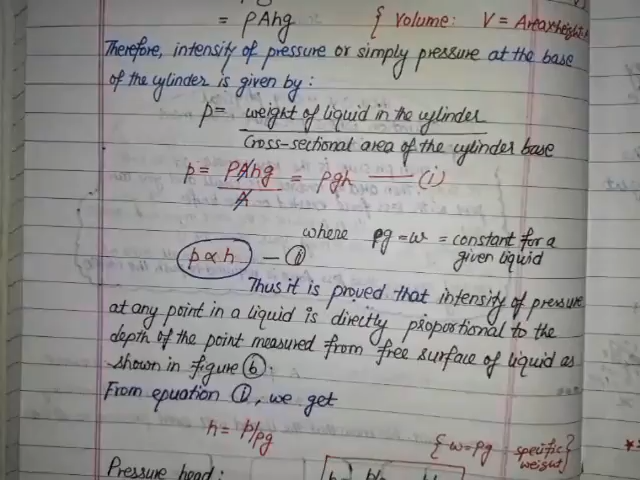 = ρAhg { Volume: V = Area×height
Therefore, intensity of pressure or simply pressure at the base
of the cylinder is given by:
p = weight of liquid in the cylinder
Cross-sectional area of the cylinder base
p = ρAhg = ρgh — (i)
A
where ρg = w = constant for a
given liquid
p ∝ h — ①
Thus it is proved that intensity of pressure
at any point in a liquid is directly proportional to the
depth of the point measured from free surface of liquid as
shown in figure ⓑ.
From equation ①, we get
h = p/ρg { w = ρg = specific
weight}
Pressure head: